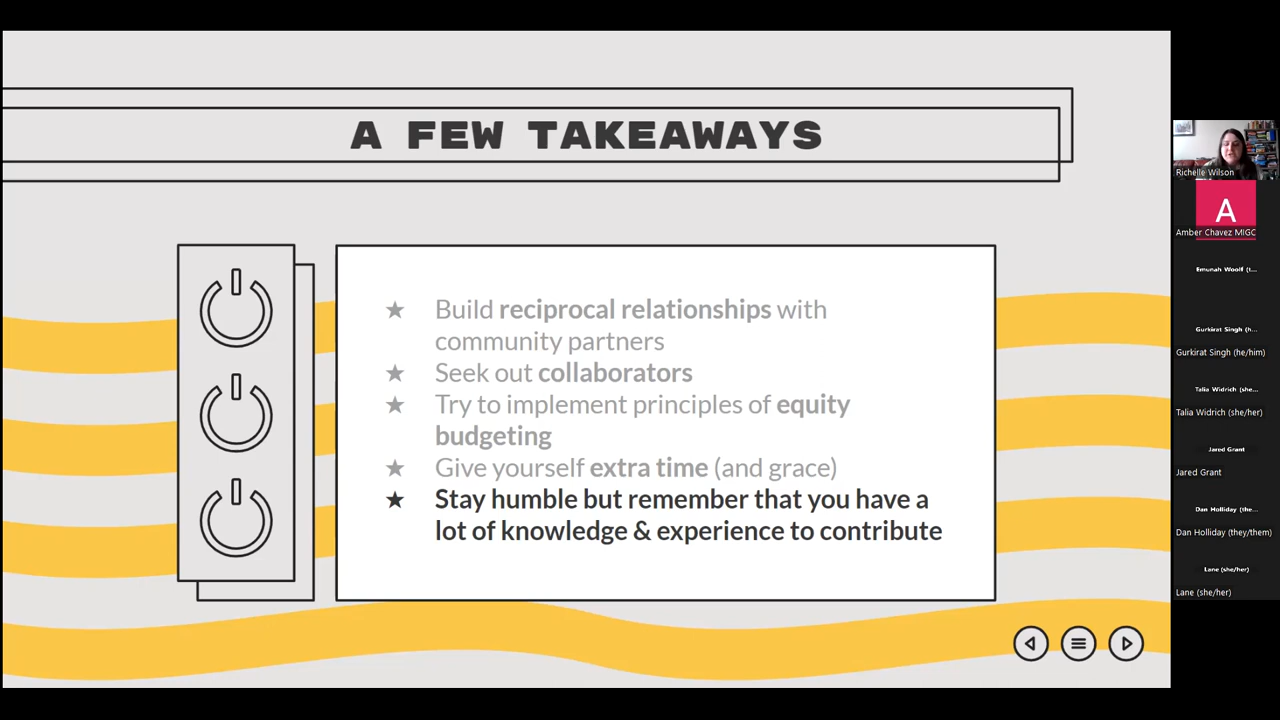 A FEW TAKEAWAYS
★ Build reciprocal relationships with
community partners
★ Seek out collaborators
★ Try to implement principles of equity
budgeting
★ Give yourself extra time (and grace)
★ Stay humble but remember that you have a
lot of knowledge & experience to contribute
Richelle Wilson
A
Amber Chavez MIGC
Emunah Woolf (t...
Gurkirat Singh (h...
Gurkirat Singh (he/him)
Talia Widrich (she...
Talia Widrich (she/her)
Jared Grant
Jared Grant
Dan Holliday (the...
Dan Holliday (they/them)
Lane (she/her)
Lane (she/her)